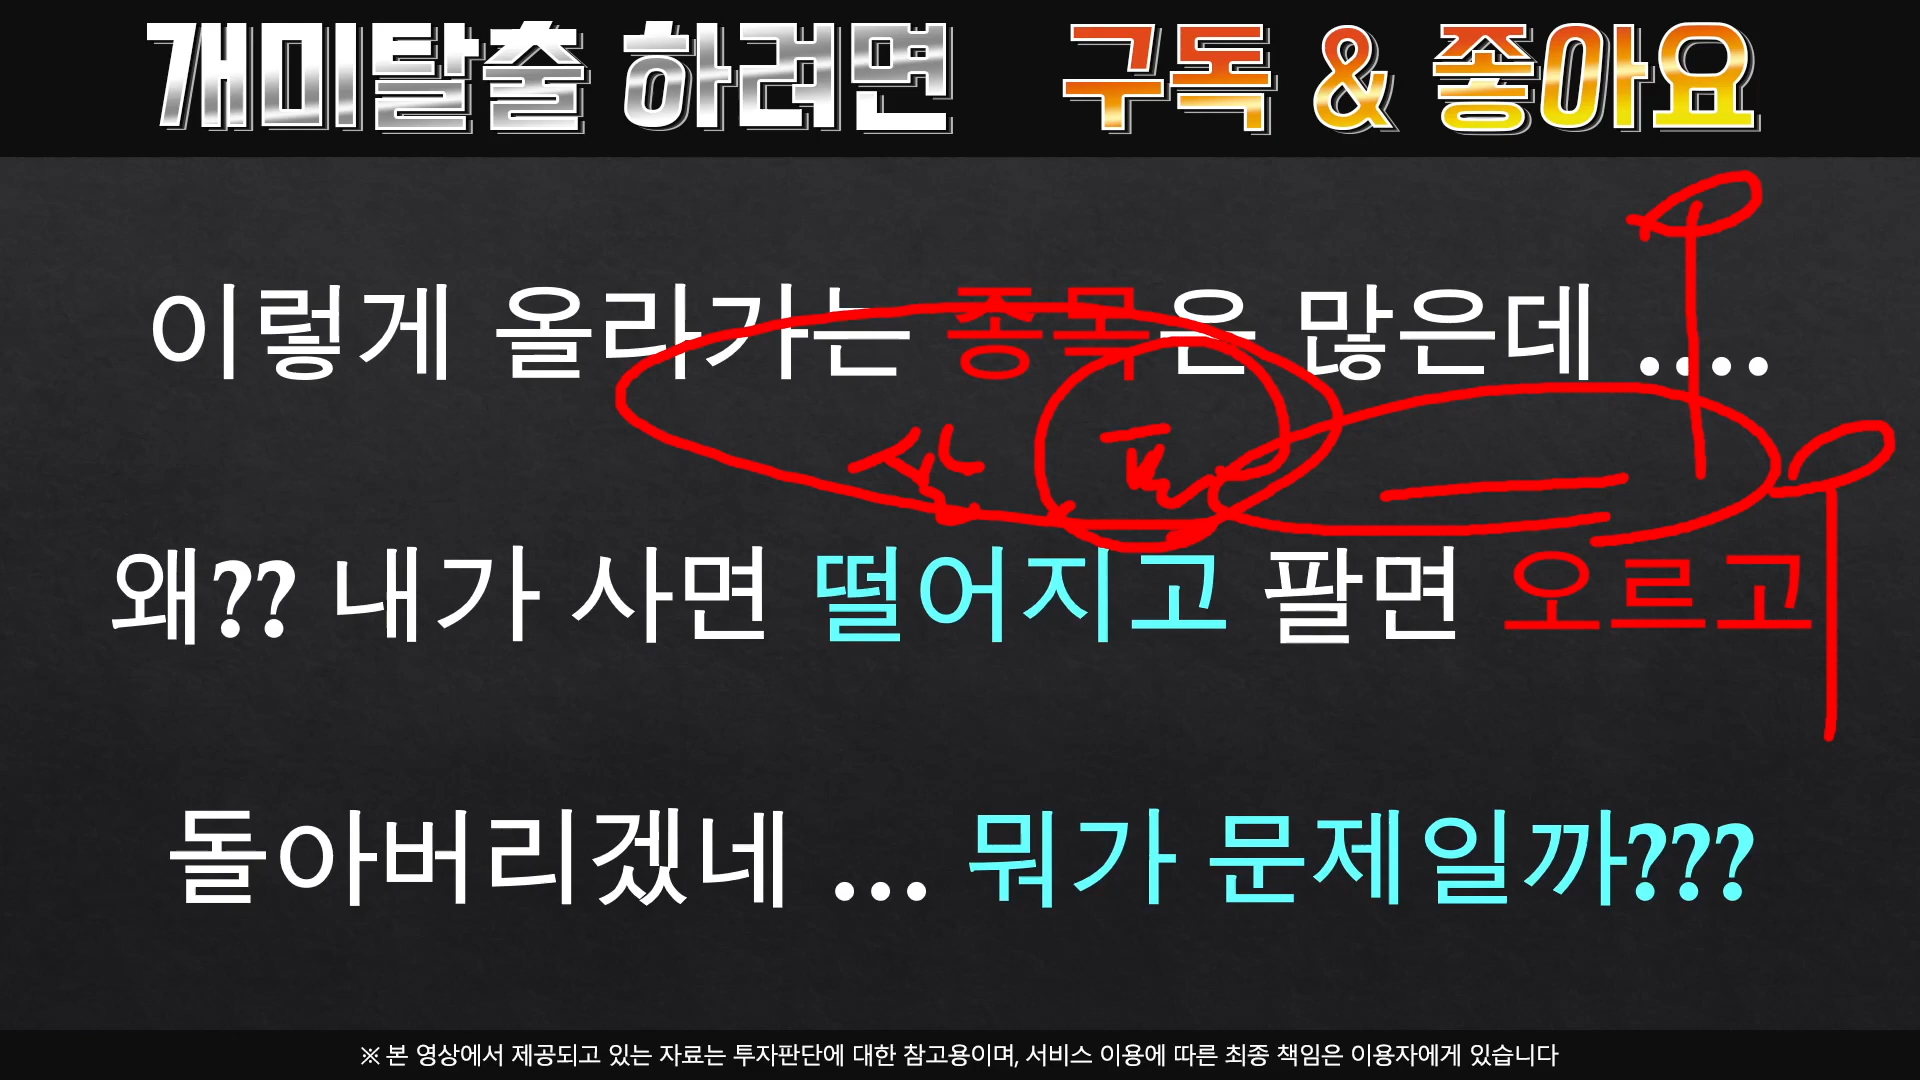 개미탈출 하려면 구독 & 좋아요
이렇게 올라가는 종목은 많은데 ....
왜?? 내가 사면 떨어지고 팔면 오르고
돌아버리겠네 ... 뭐가 문제일까???
※ 본 영상에서 제공되고 있는 자료는 투자판단에 대한 참고용이며, 서비스 이용에 따른 최종 책임은 이용자에게 있습니다